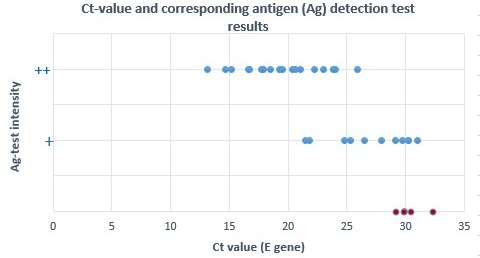 Ct-value and corresponding antigen (Ag) detection test
results
++
+
Ag-test intensity
0 5 10 15 20 25 30 35
Ct value (E gene)